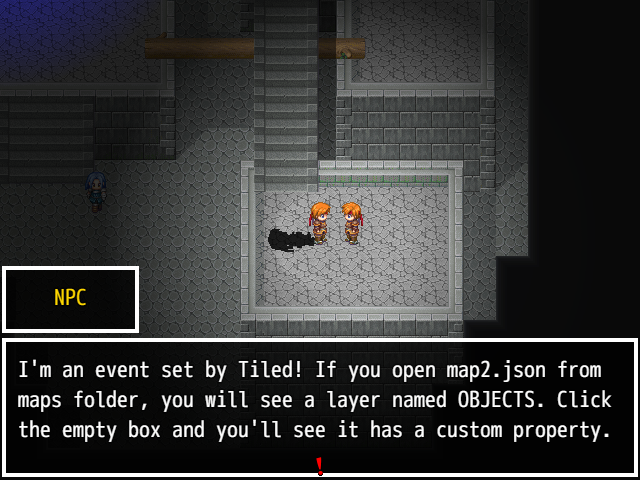 NPC
I'm an event set by Tiled! If you open map2.json from
maps folder, you will see a layer named OBJECTS. Click
the empty box and you'll see it has a custom property.
!